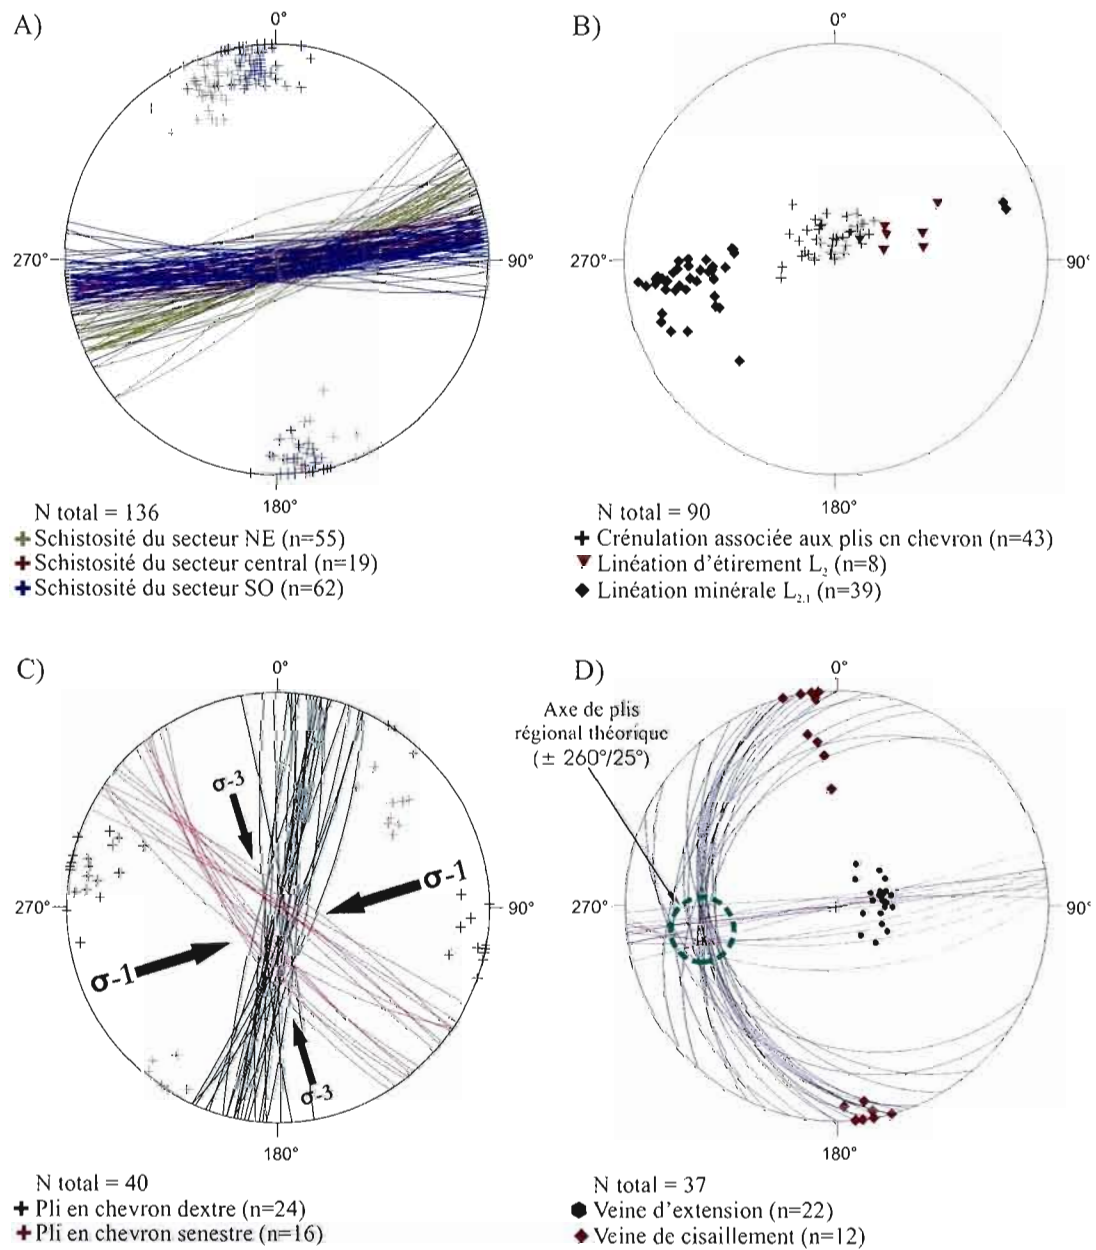 A)
0°
270°
90°
180°
N total = 136
Schistosité du secteur NE (n=55)
Schistosité du secteur central (n=19)
Schistosité du secteur SO (n=62)
B)
0°
270°
90°
180°
N total = 90
Crénulation associée aux plis en chevron (n=43)
Linéation d'étirement L2 (n=8)
Linéation minérale L2.1 (n=39)
C)
0°
σ-3
σ-1
270°
90°
σ-1
σ-3
180°
N total = 40
Pli en chevron dextre (n=24)
Pli en chevron senestre (n=16)
D)
0°
Axe de plis
régional théorique
(± 260°/25°)
270°
90°
180°
N total = 37
Veine d'extension (n=22)
Veine de cisaillement (n=12)